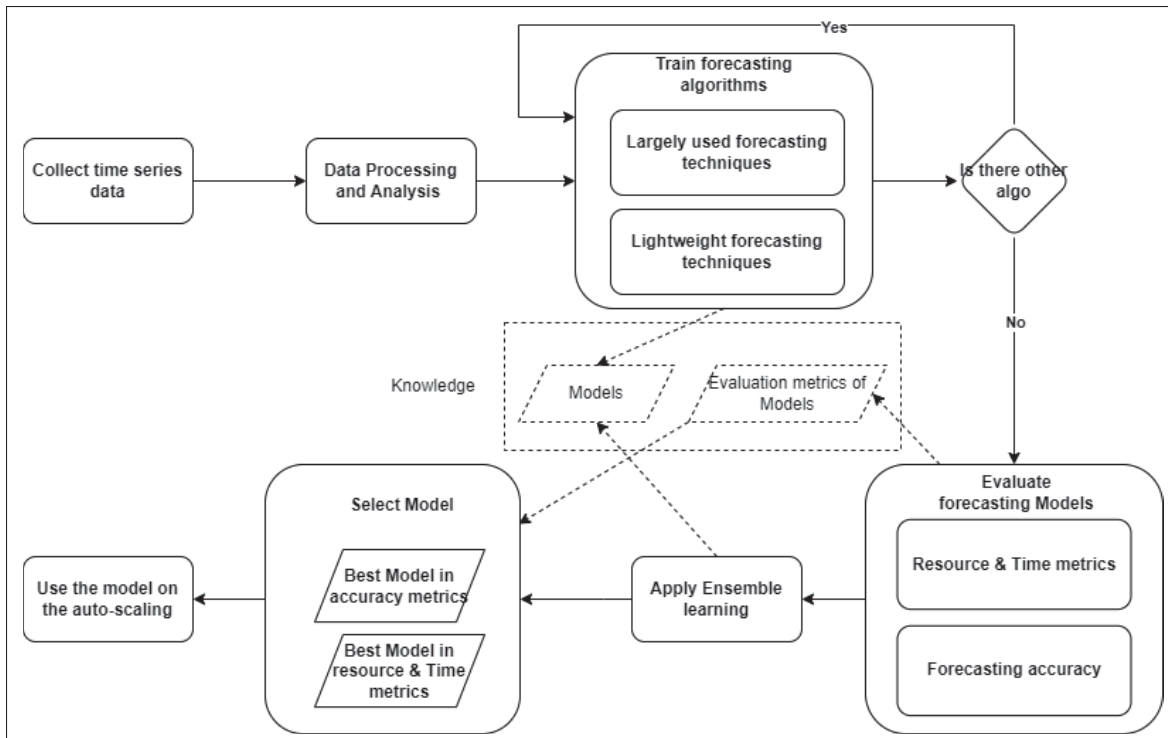 Yes
Train forecasting
algorithms
Largely used forecasting
techniques
Lightweight forecasting
techniques
Collect time series
data
Data Processing
and Analysis
Is there other
algo
No
Knowledge
Models
Evaluation metrics of
Models
Evaluate
forecasting Models
Resource & Time metrics
Forecasting accuracy
Apply Ensemble
learning
Select Model
Best Model in
accuracy metrics
Best Model in
resource & Time
metrics
Use the model on
the auto-scaling